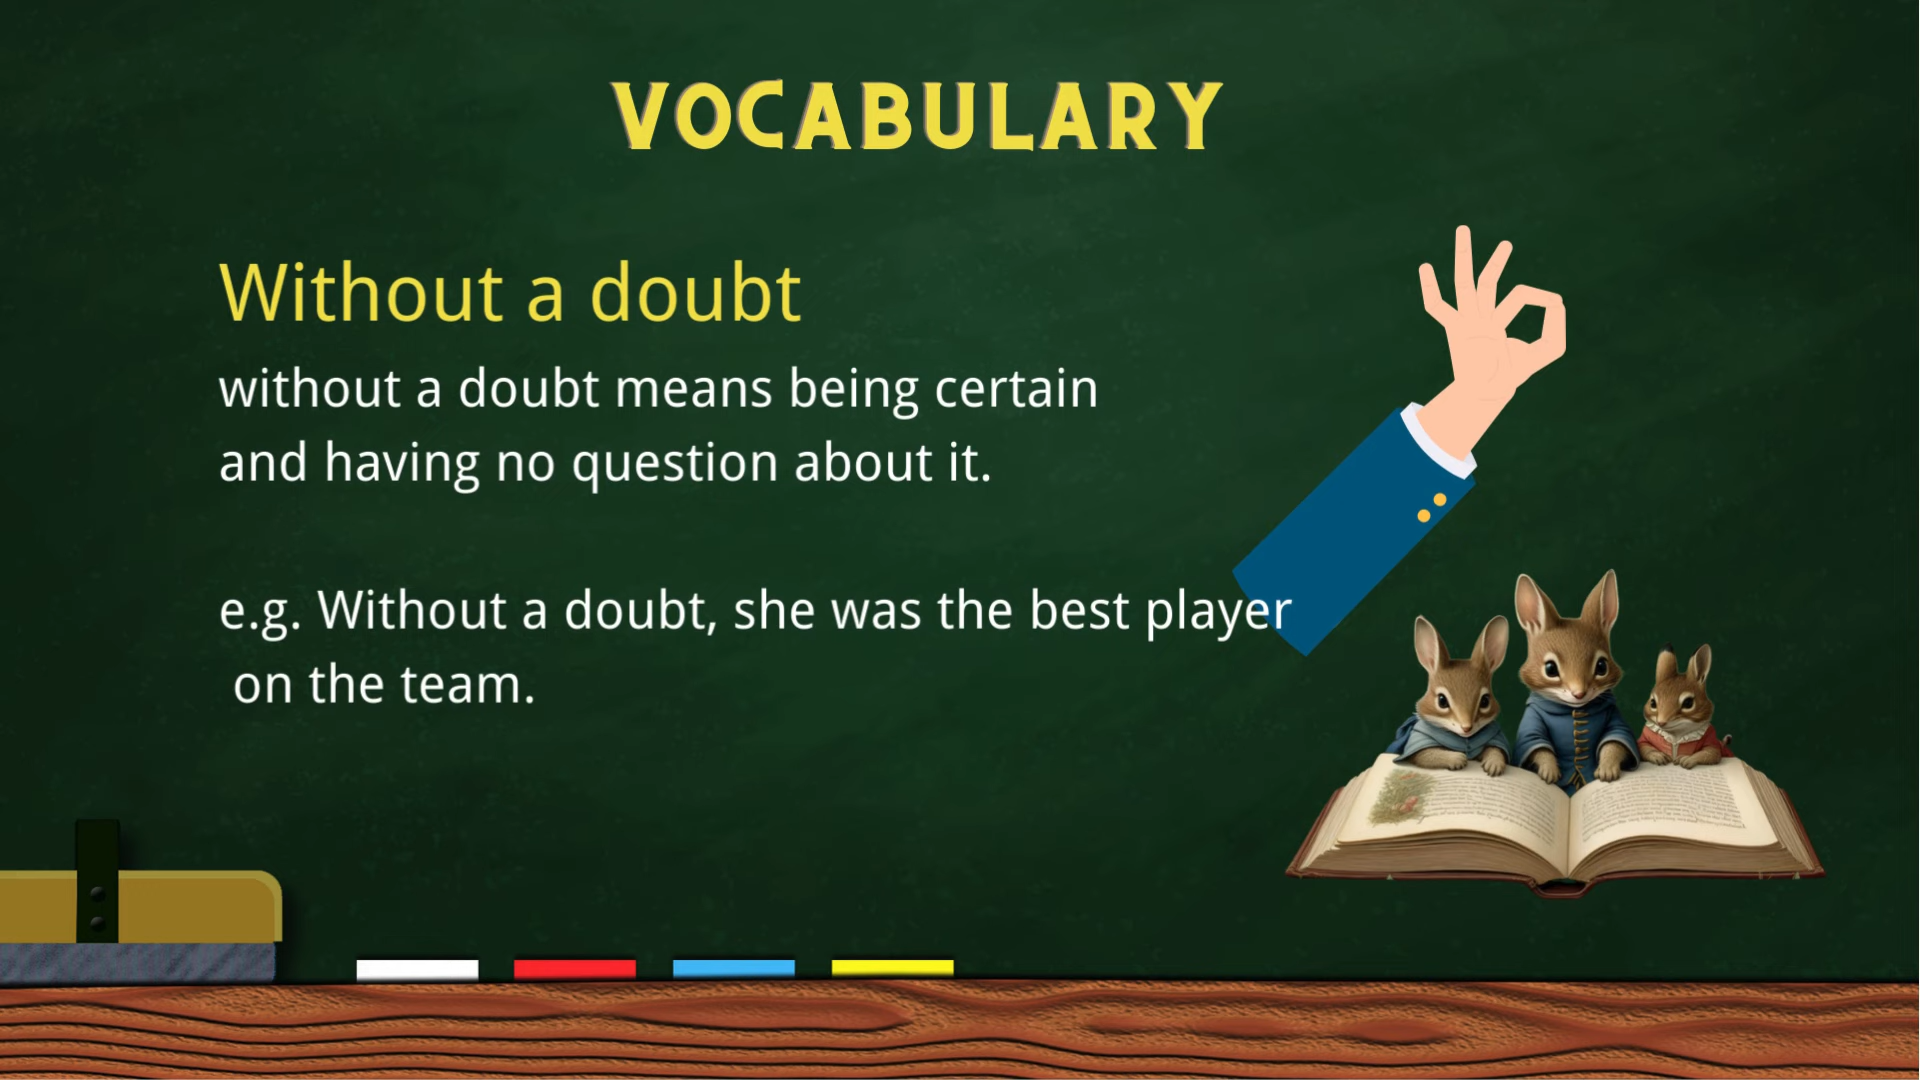 VOCABULARY
Without a doubt
without a doubt means being certain
and having no question about it.
e.g. Without a doubt, she was the best player
on the team.